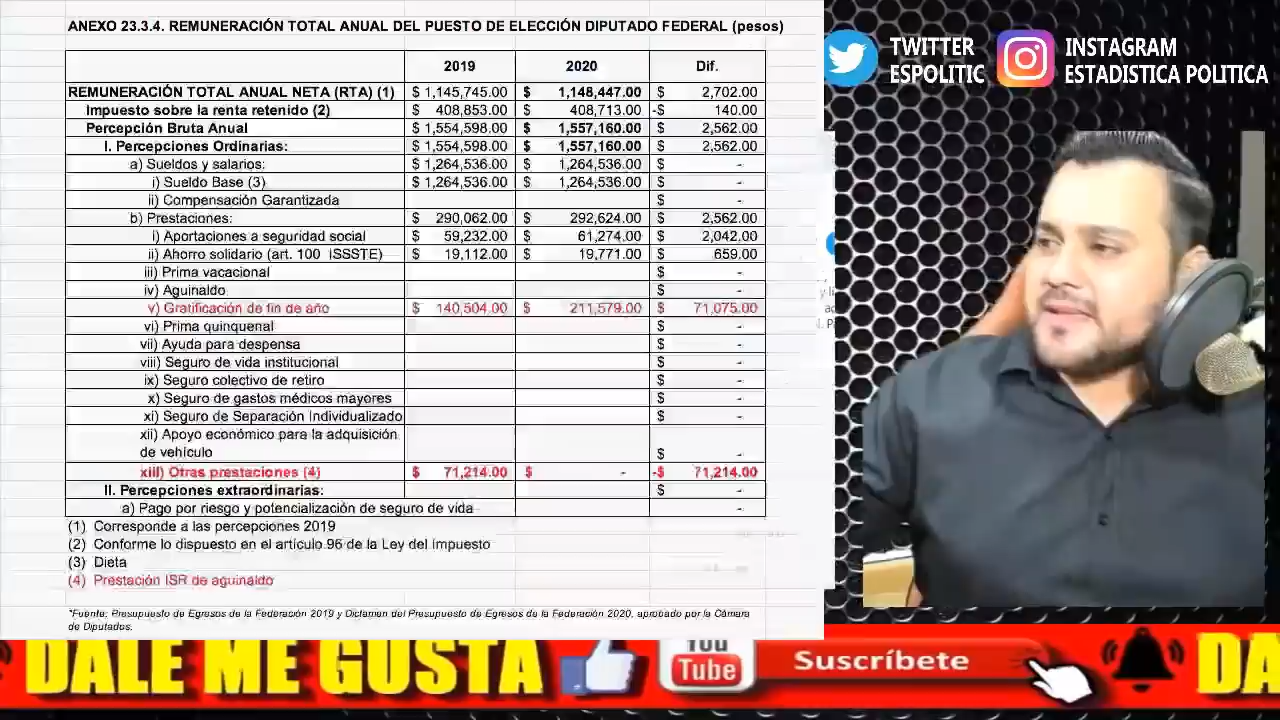 ANEXO 23.3.4. REMUNERACIÓN TOTAL ANUAL DEL PUESTO DE ELECCIÓN DIPUTADO FEDERAL (pesos)
2019 2020 Dif.
REMUNERACIÓN TOTAL ANUAL NETA (RTA) (1) $ 1,145,745.00 $ 1,148,447.00 $ 2,702.00
Impuesto sobre la renta retenido (2) $ 408,853.00 $ 408,713.00 -$ 140.00
Percepción Bruta Anual $ 1,554,598.00 $ 1,557,160.00 $ 2,562.00
I. Percepciones Ordinarias: $ 1,554,598.00 $ 1,557,160.00 $ 2,562.00
a) Sueldos y salarios: $ 1,264,536.00 $ 1,264,536.00 $ -
i) Sueldo Base (3) $ 1,264,536.00 $ 1,264,536.00 $ -
ii) Compensación Garantizada $ -
b) Prestaciones: $ 290,062.00 $ 292,624.00 $ 2,562.00
i) Aportaciones a seguridad social $ 59,232.00 $ 61,274.00 $ 2,042.00
ii) Ahorro solidario (art. 100 ISSSTE) $ 19,112.00 $ 19,771.00 $ 659.00
iii) Prima vacacional $ -
iv) Aguinaldo $ -
v) Gratificación de fin de año $ 140,504.00 $ 211,579.00 $ 71,075.00
vi) Prima quinquenal $ -
vii) Ayuda para despensa $ -
viii) Seguro de vida institucional $ -
ix) Seguro colectivo de retiro $ -
x) Seguro de gastos médicos mayores $ -
xi) Seguro de Separación Individualizado $ -
xii) Apoyo económico para la adquisición
de vehículo $ -
xiii) Otras prestaciones (4) $ 71,214.00 $ - -$ 71,214.00
II. Percepciones extraordinarias: $ -
a) Pago por riesgo y potencialización de seguro de vida -
(1) Corresponde a las percepciones 2019
(2) Conforme lo dispuesto en el artículo 96 de la Ley del Impuesto
(3) Dieta
(4) Prestación ISR de aguinaldo
*Fuente: Presupuesto de Egresos de la Federación 2019 y Dictamen del Presupuesto de Egresos de la Federación 2020, aprobado por la Cámara
de Diputados.
TWITTER
ESPOLITIC
INSTAGRAM
ESTADISTICA POLITICA
DALE ME GUSTA
You
Tube
Suscríbete
DA